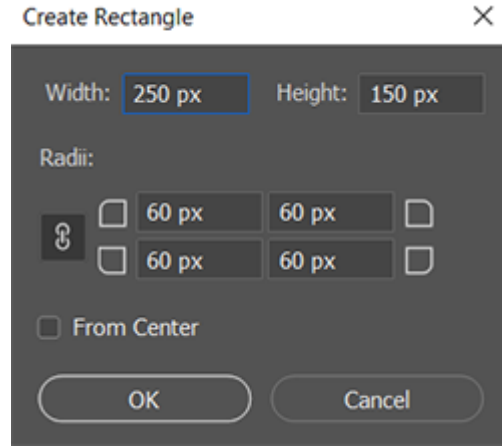 Create Rectangle
Width: 250 px Height: 150 px
Radii:
60 px 60 px
60 px 60 px
From Center
OK Cancel